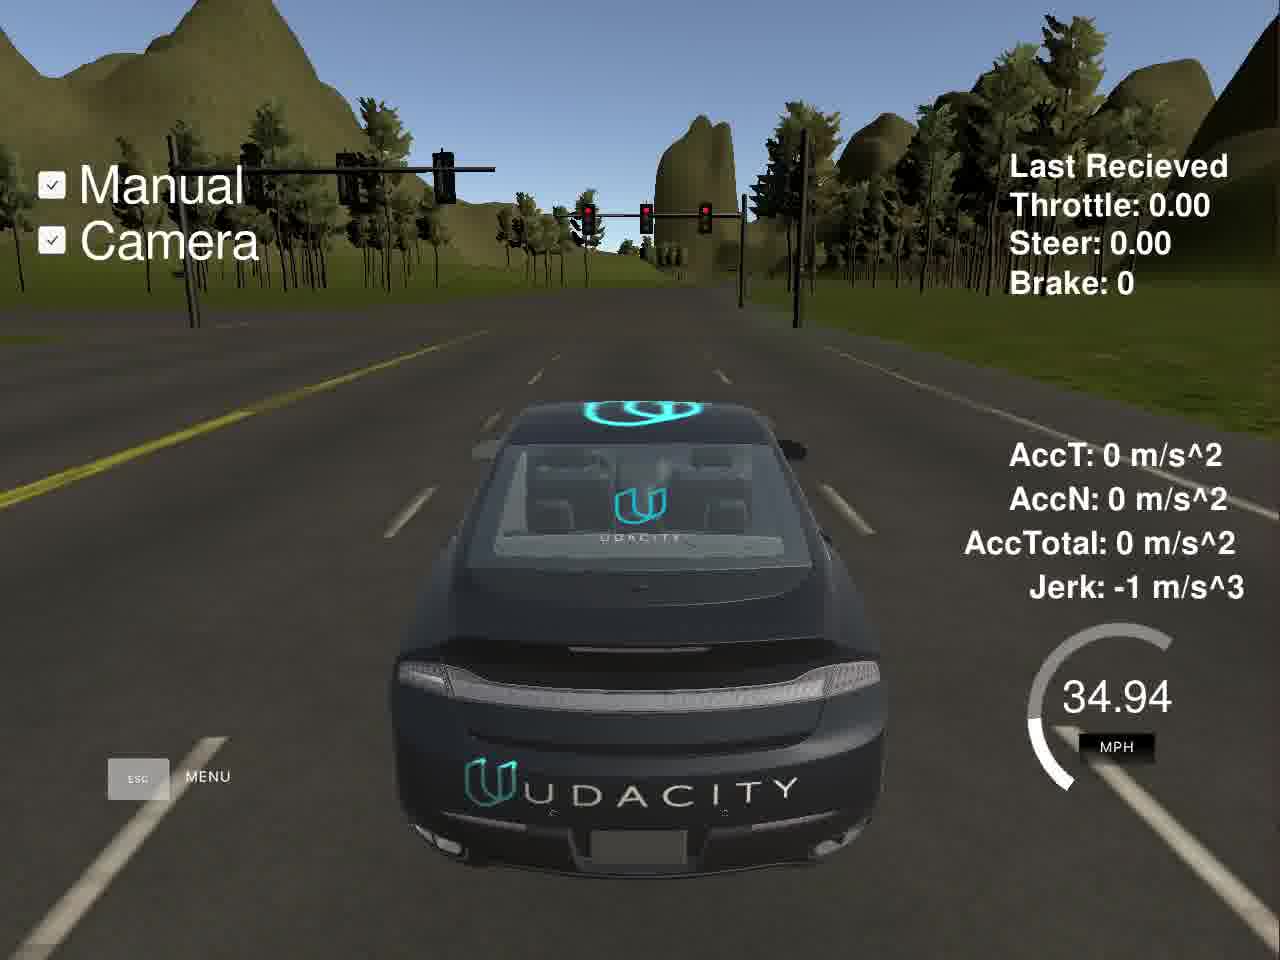 Manual
Camera
Last Recieved
Throttle: 0.00
Steer: 0.00
Brake: 0
AccT: 0 m/s^2
AccN: 0 m/s^2
AccTotal: 0 m/s^2
Jerk: -1 m/s^3
UDACITY
34.94
MPH
ESC MENU
UDACITY